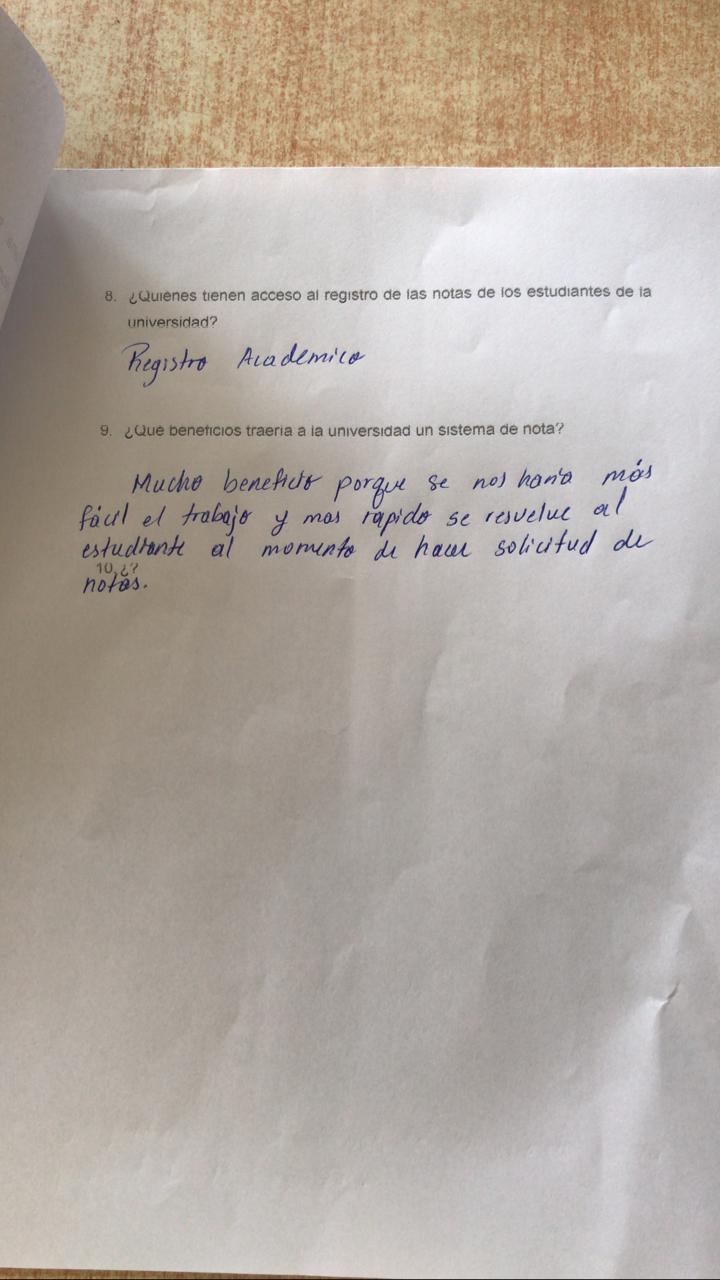 8. ¿Quiénes tienen acceso al registro de las notas de los estudiantes de la
universidad?
Registro Academico
9. ¿Qué beneficios traería a la universidad un sistema de nota?
Mucho beneficio porque se nos haría más
fácil el trabajo y mas rapido se resuelve al
estudiante al momento de hacer solicitud de
10.¿?
notas.